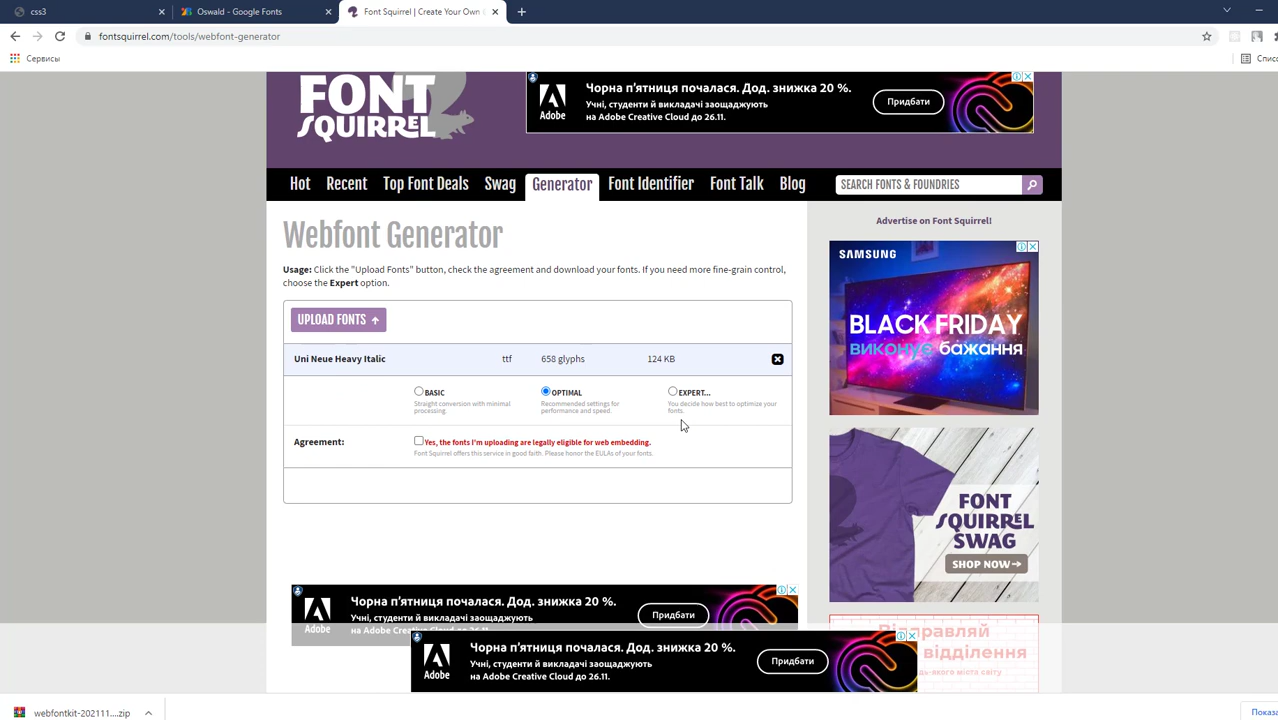 css3
Oswald - Google Fonts
Font Squirrel | Create Your Own
fontsquirrel.com/tools/webfont-generator
Сервисы
FONT
SQUIRREL
Adobe
Чорна п'ятниця почалася. Дод. знижка 20 %.
Учні, студенти й викладачі заощаджують
на Adobe Creative Cloud до 26.11.
Придбати
Hot
Recent
Top Font Deals
Swag
Generator
Font Identifier
Font Talk
Blog
SEARCH FONTS & FOUNDRIES
Webfont Generator
Usage: Click the "Upload Fonts" button, check the agreement and download your fonts. If you need more fine-grain control,
choose the Expert option.
UPLOAD FONTS
Uni Neue Heavy Italic
ttf
658 glyphs
124 KB
BASIC
Straight conversion with minimal
processing.
OPTIMAL
Recommended settings for
performance and speed.
EXPERT...
You decide how best to optimize your
fonts.
Agreement:
Yes, the fonts I'm uploading are legally eligible for web embedding.
Font Squirrel offers this service in good faith. Please honor the EULAs of your fonts.
Advertise on Font Squirrel!
SAMSUNG
BLACK FRIDAY
виконує бажання
FONT
SQUIRREL
SWAG
SHOP NOW
Adobe
Чорна п'ятниця почалася. Дод. знижка 20 %.
Учні, студенти й викладачі заощаджують
на Adobe
Придбати
Adobe
Чорна п'ятниця почалася. Дод. знижка 20 %.
Учні, студенти й викладачі заощаджують
на Adobe Creative Cloud до 26.11.
Придбати
відділення
міста світу
webfontkit-202111....zip